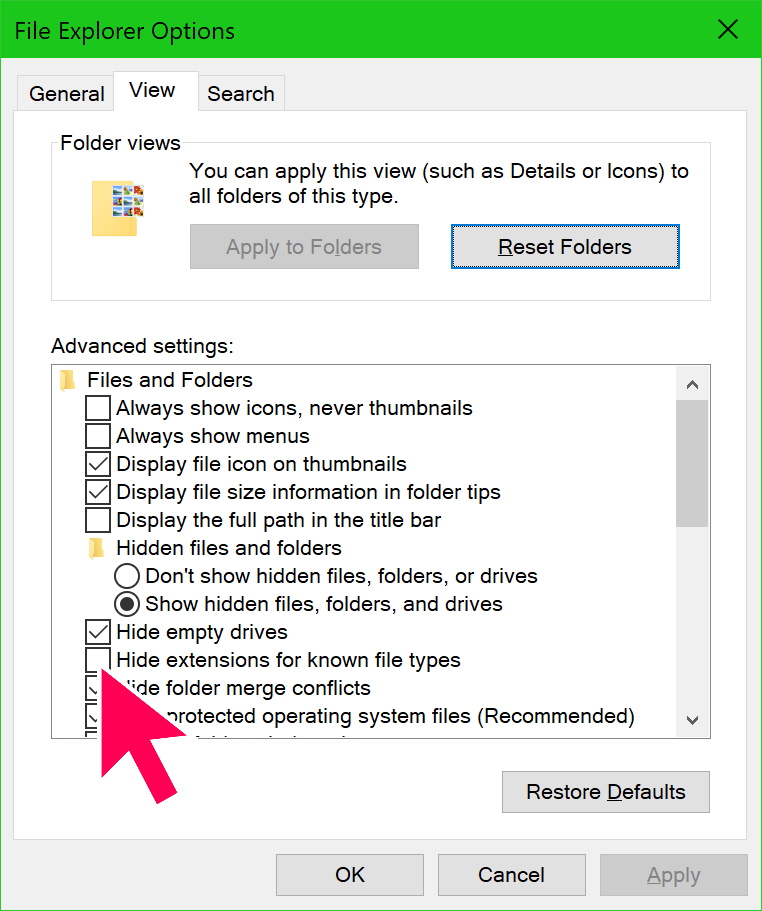 File Explorer Options
General
View
Search
Folder views
You can apply this view (such as Details or Icons) to
all folders of this type.
Apply to Folders
Reset Folders
Advanced settings:
Files and Folders
Always show icons, never thumbnails
Always show menus
Display file icon on thumbnails
Display file size information in folder tips
Display the full path in the title bar
Hidden files and folders
Don't show hidden files, folders, or drives
Show hidden files, folders, and drives
Hide empty drives
Hide extensions for known file types
folder merge conflicts
protected operating system files (Recommended)
Restore Defaults
OK
Cancel
Apply